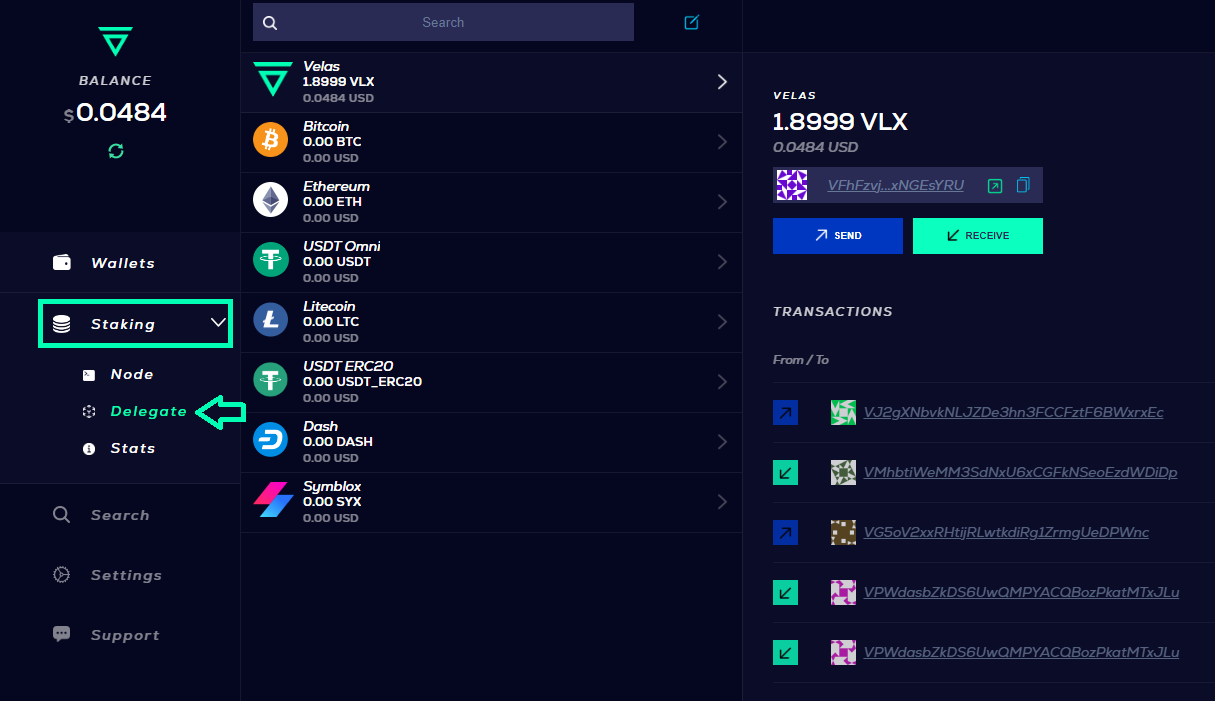 BALANCE
$0.0484
Wallets
Staking
Node
Delegate
Stats
Search
Settings
Support
Search
Velas
1.8999 VLX
0.0484 USD
Bitcoin
0.00 BTC
0.00 USD
Ethereum
0.00 ETH
0.00 USD
USDT Omni
0.00 USDT
0.00 USD
Litecoin
0.00 LTC
0.00 USD
USDT ERC20
0.00 USDT_ERC20
0.00 USD
Dash
0.00 DASH
0.00 USD
Symblox
0.00 SYX
0.00 USD
VELAS
1.8999 VLX
0.0484 USD
VFhFzvj...xNGEsYRU
SEND
RECEIVE
TRANSACTIONS
From / To
VJ2gXNbvkNLJZDe3hn3FCCFztF6BWxrxEc
VMhbtiWeMM3SdNxU6xCGFkNSeoEzdWDiDp
VG5oV2xxRHtijRLwtkdiRg1ZrmgUeDPWnc
VPWdasbZkDS6UwQMPYACQBozPkatMTxJLu
VPWdasbZkDS6UwQMPYACQBozPkatMTxJLu